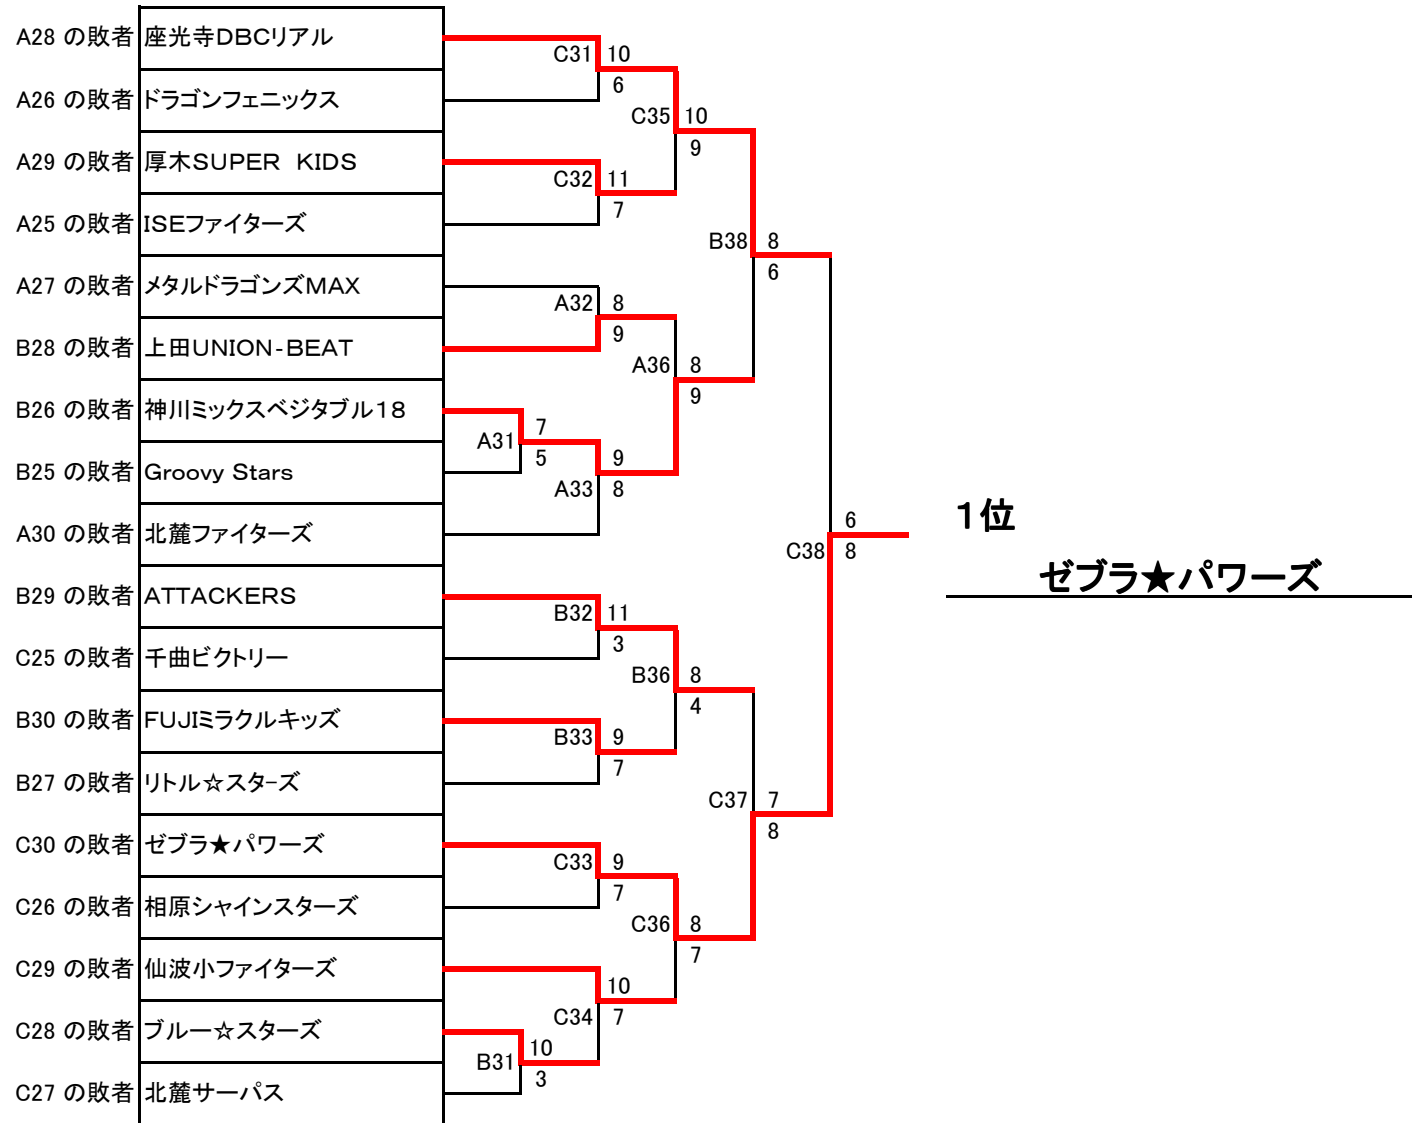 A28 の敗者 座光寺DBCリアル
C31 10
A26 の敗者 ドラゴンフェニックス
6
C35 10
9
A29 の敗者 厚木SUPER　KIDS
C32 11
A25 の敗者 ISEファイターズ
7
B38 8
6
A27 の敗者 メタルドラゴンズMAX
A32 8
B28 の敗者 上田UNION-BEAT
9
A36 8
9
B26 の敗者 神川ミックスベジタブル18
A31 7
5
B25 の敗者 Groovy Stars
9
A33 8
A30 の敗者 北麓ファイターズ
6
C38 8
1位
ゼブラ★パワーズ
B29 の敗者 ATTACKERS
B32 11
3
C25 の敗者 千曲ビクトリー
B36 8
4
B30 の敗者 FUJIミラクルキッズ
B33 9
7
B27 の敗者 リトル☆スタ-ズ
C37 7
8
C30 の敗者 ゼブラ★パワーズ
C33 9
7
C26 の敗者 相原シャインスターズ
C36 8
7
C29 の敗者 仙波小ファイターズ
10
C34 7
C28 の敗者 ブルー☆スターズ
10
B31 3
C27 の敗者 北麓サーパス